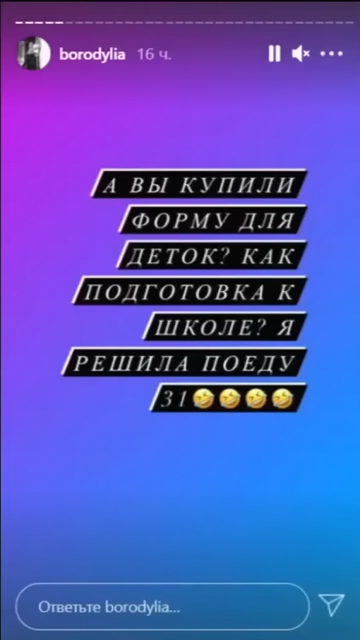 borodylia 16 ч.
А ВЫ КУПИЛИ
ФОРМУ ДЛЯ
ДЕТОК? КАК
ПОДГОТОВКА К
ШКОЛЕ? Я
РЕШИЛА ПОЕДУ
31🤣🤣🤣🤣
Ответьте borodylia...